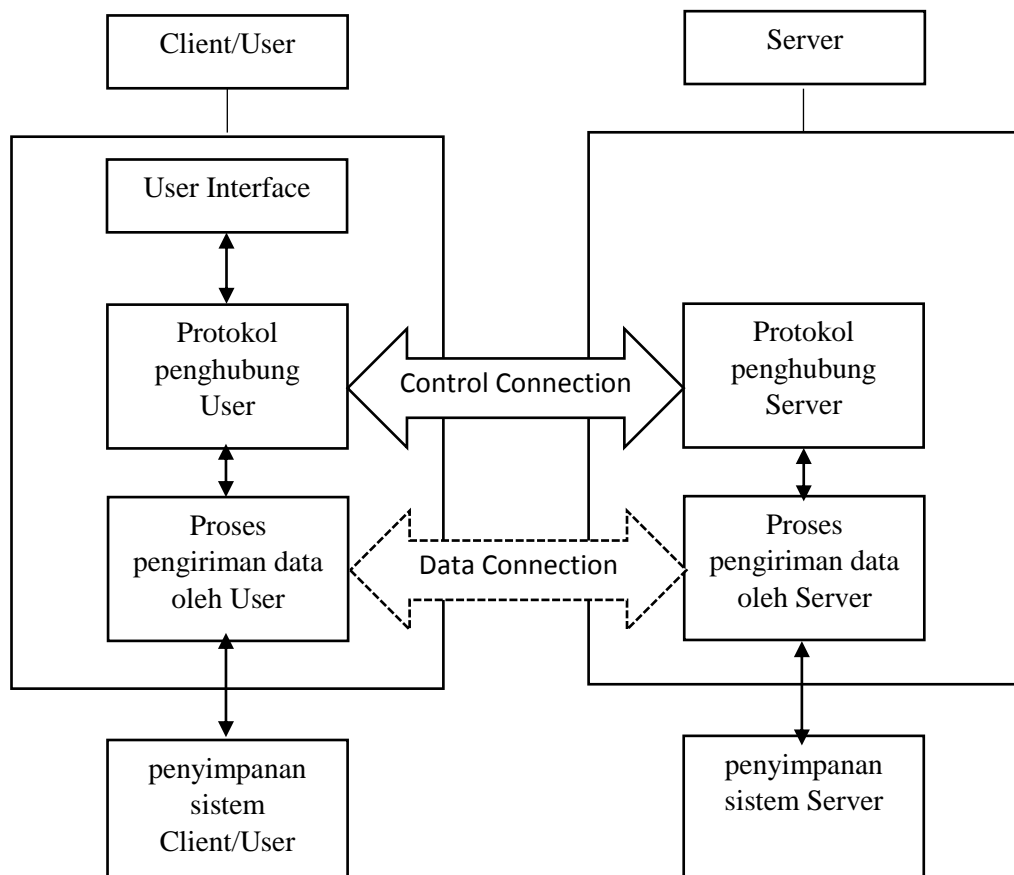 Client/User
Server
User Interface
Protokol
penghubung
User
Control Connection
Protokol
penghubung
Server
Proses
pengiriman data
oleh User
Data Connection
Proses
pengiriman data
oleh Server
penyimpanan
sistem
Client/User
penyimpanan
sistem Server